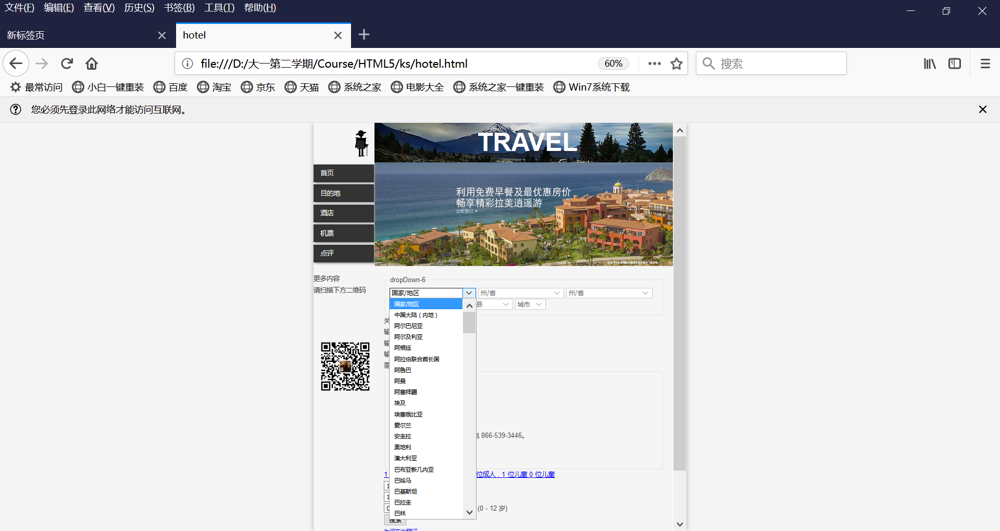 文件(F) 编辑(E) 查看(V) 历史(S) 书签(B) 工具(T) 帮助(H)
新标签页
hotel
file:///D:/大一第二学期/Course/HTML5/ks/hotel.html
60%
搜索
最常访问 小白一键重装 百度 淘宝 京东 天猫 系统之家 电影大全 系统之家一键重装 Win7系统下载
您必须先登录此网络才能访问互联网。
TRAVEL
首页
目的地
酒店
机票
点评
利用免费早餐及最优惠房价
畅享精彩拉美逍遥游
立即预订
更多内容
请扫描下方二维码
dropDown-6
国家/地区 州/省 州/省
县 城市
国家/地区
中国大陆（内地）
阿尔巴尼亚
阿尔及利亚
阿根廷
阿拉伯联合酋长国
阿鲁巴
阿曼
阿塞拜疆
埃及
埃塞俄比亚
爱尔兰
安圭拉
奥地利
澳大利亚
巴布亚新几内亚
巴哈马
巴基斯坦
巴拉圭
巴林
关
输
输
输
需
866-539-3446。
1
位成人，1 位儿童 0 位儿童
1
1
0
(0 - 12 岁)
搜索
为何在此预订